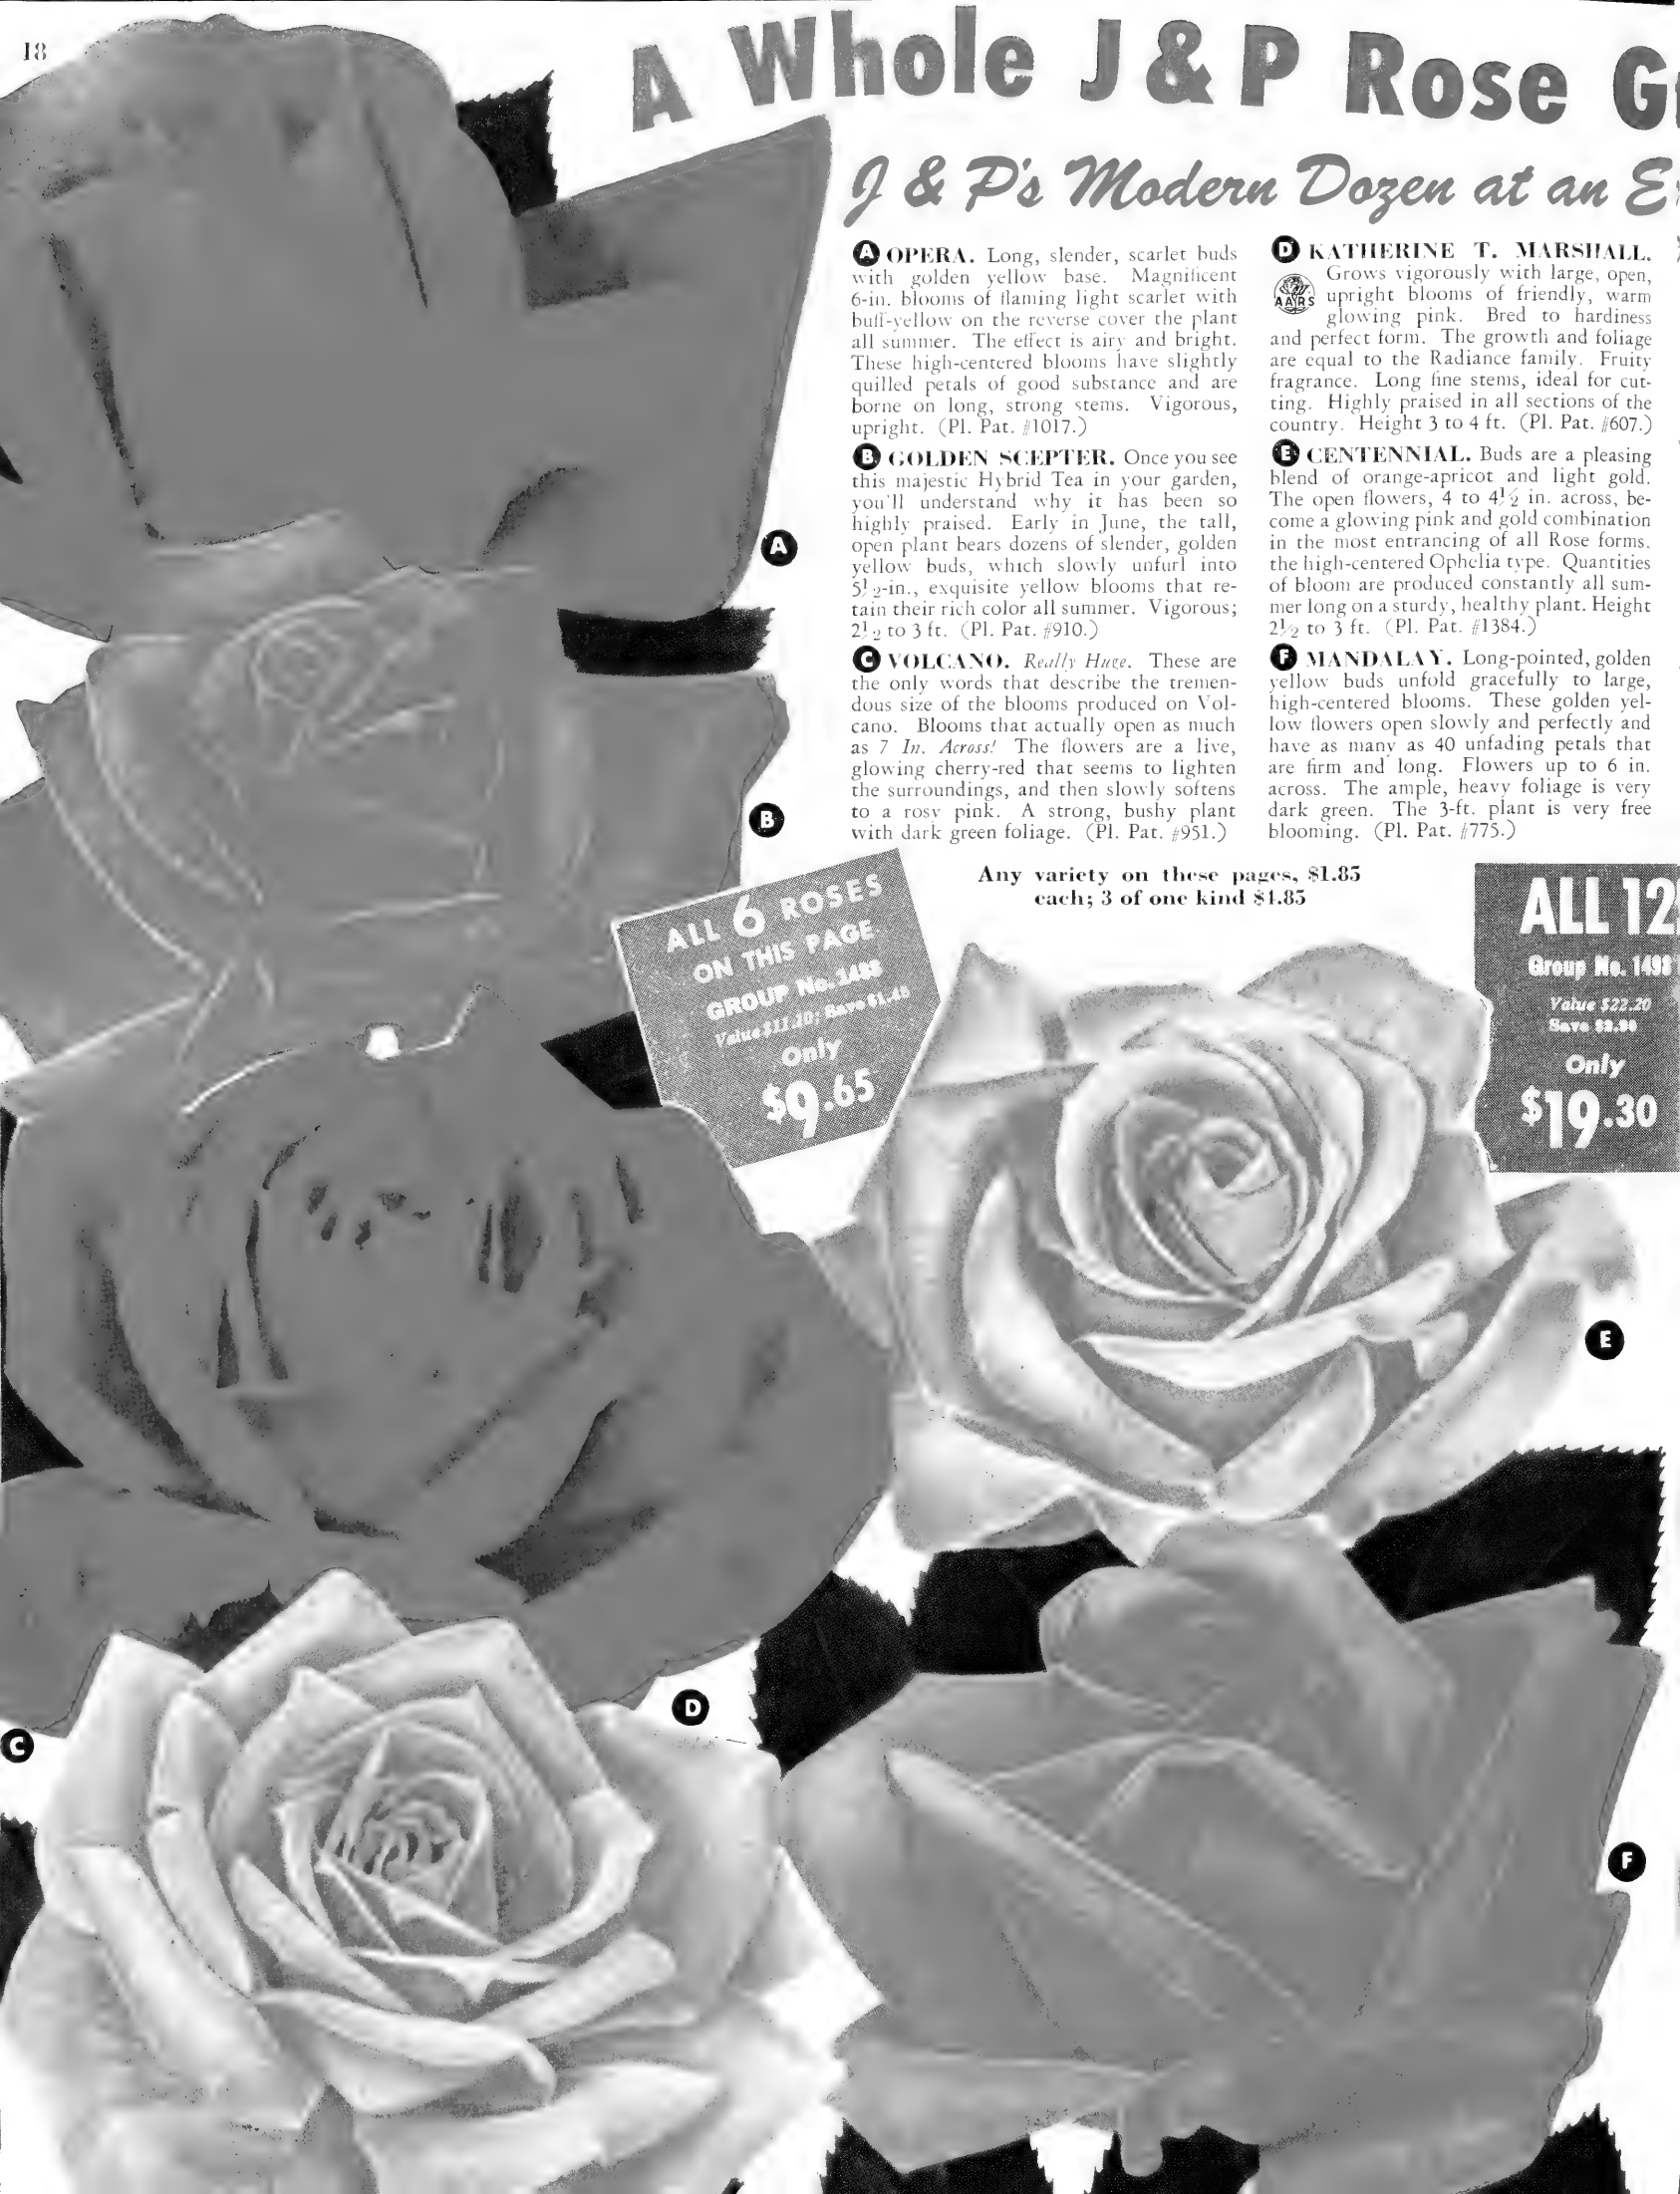 18
A Whole J & P Rose G
J & P's Modern Dozen at an E
A OPERA. Long, slender, scarlet buds
with golden yellow base. Magnificent
6-in. blooms of flaming light scarlet with
buff-yellow on the reverse cover the plant
all summer. The effect is airy and bright.
These high-centered blooms have slightly
quilled petals of good substance and are
borne on long, strong stems. Vigorous,
upright. (Pl. Pat. #1017.)
B GOLDEN SCEPTER. Once you see
this majestic Hybrid Tea in your garden,
you'll understand why it has been so
highly praised. Early in June, the tall,
open plant bears dozens of slender, golden
yellow buds, which slowly unfurl into
5½-in., exquisite yellow blooms that re-
tain their rich color all summer. Vigorous;
2½ to 3 ft. (Pl. Pat. #910.)
C VOLCANO. Really Huge. These are
the only words that describe the tremen-
dous size of the blooms produced on Vol-
cano. Blooms that actually open as much
as 7 In. Across! The flowers are a live,
glowing cherry-red that seems to lighten
the surroundings, and then slowly softens
to a rosy pink. A strong, bushy plant
with dark green foliage. (Pl. Pat. #951.)
D KATHERINE T. MARSHALL.
Grows vigorously with large, open,
AARS upright blooms of friendly, warm
glowing pink. Bred to hardiness
and perfect form. The growth and foliage
are equal to the Radiance family. Fruity
fragrance. Long fine stems, ideal for cut-
ting. Highly praised in all sections of the
country. Height 3 to 4 ft. (Pl. Pat. #607.)
E CENTENNIAL. Buds are a pleasing
blend of orange-apricot and light gold.
The open flowers, 4 to 4½ in. across, be-
come a glowing pink and gold combination
in the most entrancing of all Rose forms.
the high-centered Ophelia type. Quantities
of bloom are produced constantly all sum-
mer long on a sturdy, healthy plant. Height
2½ to 3 ft. (Pl. Pat. #1384.)
F MANDALAY. Long-pointed, golden
yellow buds unfold gracefully to large,
high-centered blooms. These golden yel-
low flowers open slowly and perfectly and
have as many as 40 unfading petals that
are firm and long. Flowers up to 6 in.
across. The ample, heavy foliage is very
dark green. The 3-ft. plant is very free
blooming. (Pl. Pat. #775.)
Any variety on these pages, $1.85
each; 3 of one kind $4.85
ALL 6 ROSES
ON THIS PAGE
GROUP No. 1488
Value $11.10; Save $1.45
Only
$9.65
ALL 12
Group No. 149
Value $22.20
Save $2.90
Only
$19.30
A
B
E
D
C
F